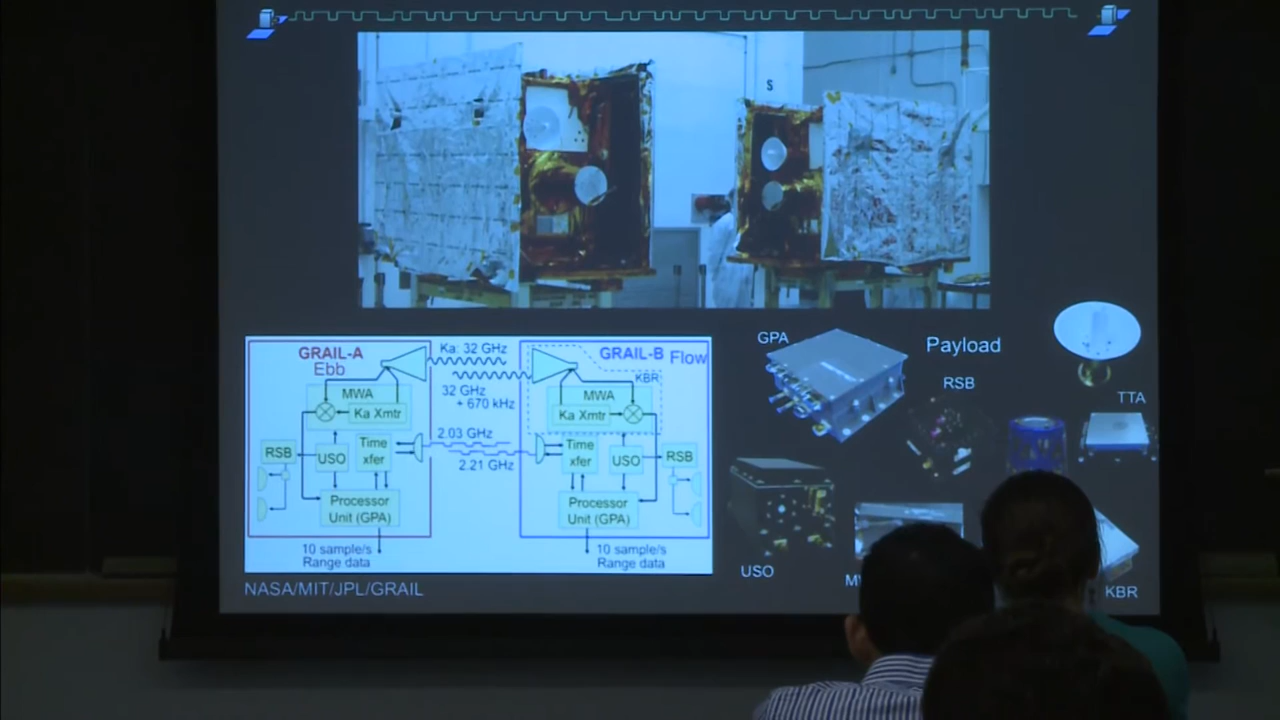 S
GRAIL-A
Ebb
MWA
Ka Xmtr
RSB
USO
Time
xfer
Processor
Unit (GPA)
10 sample/s
Range data
Ka: 32 GHz
32 GHz
+ 670 kHz
2.03 GHz
2.21 GHz
GRAIL-B Flow
KBR
MWA
Ka Xmtr
Time
xfer
USO
RSB
Processor
Unit (GPA)
10 sample/s
Range data
NASA/MIT/JPL/GRAIL
GPA
Payload
RSB
TTA
USO
KBR